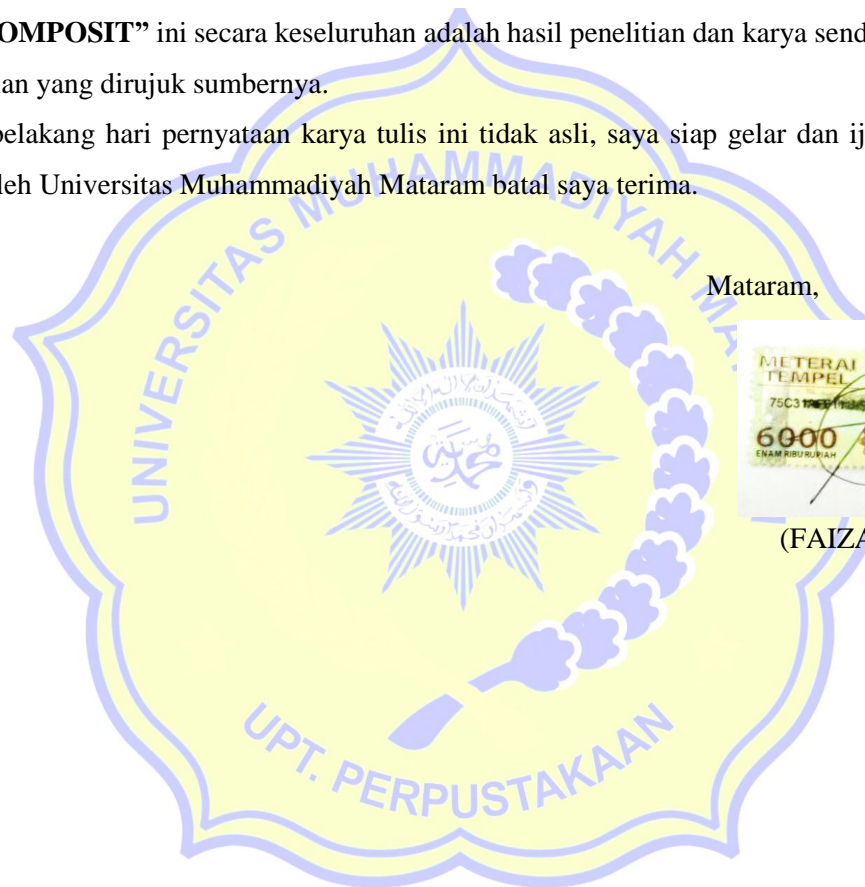 OMPOSIT” ini secara keseluruhan adalah hasil penelitian dan karya send
an yang dirujuk sumbernya.
belakang hari pernyataan karya tulis ini tidak asli, saya siap gelar dan ij
leh Universitas Muhammadiyah Mataram batal saya terima.
UNIVERSITAS MUHAMMADIYAH MA
Mataram,
METERAI
TEMPEL
6000
ENAM RIBU RUPIAH
(FAIZA
UPT. PERPUSTAKAAN